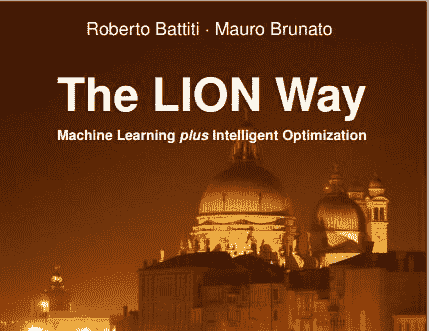 Roberto Battiti · Mauro Brunato
The LION Way
Machine Learning plus Intelligent Optimization